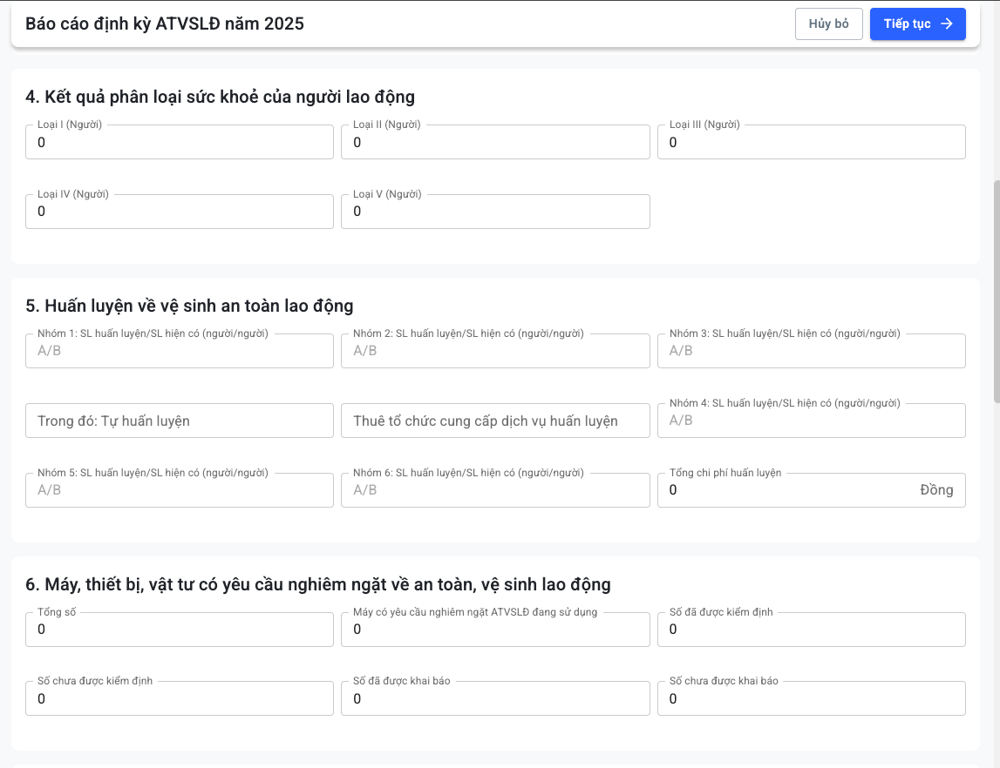 Báo cáo định kỳ ATVSLĐ năm 2025
Hủy bỏ
Tiếp tục
4. Kết quả phân loại sức khoẻ của người lao động
Loại I (Người)
0
Loại II (Người)
0
Loại III (Người)
0
Loại IV (Người)
0
Loại V (Người)
0
5. Huấn luyện về vệ sinh an toàn lao động
Nhóm 1: SL huấn luyện/SL hiện có (người/người)
A/B
Nhóm 2: SL huấn luyện/SL hiện có (người/người)
A/B
Nhóm 3: SL huấn luyện/SL hiện có (người/người)
A/B
Trong đó: Tự huấn luyện
Thuê tổ chức cung cấp dịch vụ huấn luyện
Nhóm 4: SL huấn luyện/SL hiện có (người/người)
A/B
Nhóm 5: SL huấn luyện/SL hiện có (người/người)
A/B
Nhóm 6: SL huấn luyện/SL hiện có (người/người)
A/B
Tổng chi phí huấn luyện
0 Đồng
6. Máy, thiết bị, vật tư có yêu cầu nghiêm ngặt về an toàn, vệ sinh lao động
Tổng số
0
Máy có yêu cầu nghiêm ngặt ATVSLĐ đang sử dụng
0
Số đã được kiểm định
0
Số chưa được kiểm định
0
Số đã được khai báo
0
Số chưa được khai báo
0